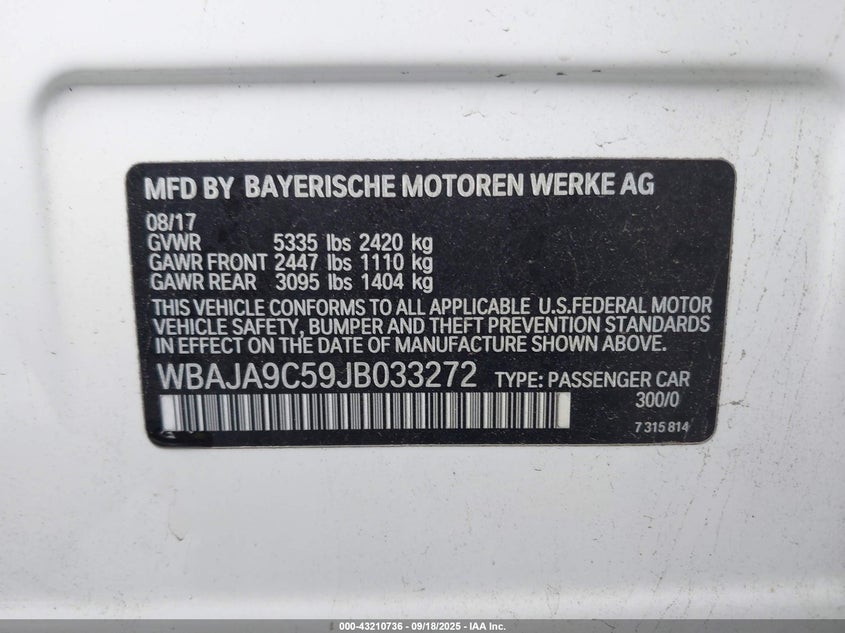 MFD BY BAYERISCHE MOTOREN WERKE AG
08/17
GVWR 5335 lbs 2420 kg
GAWR FRONT 2447 lbs 1110 kg
GAWR REAR 3095 lbs 1404 kg
THIS VEHICLE CONFORMS TO ALL APPLICABLE U.S.FEDERAL MOTOR
VEHICLE SAFETY, BUMPER AND THEFT PREVENTION STANDARDS
IN EFFECT ON THE DATE OF MANUFACTURE SHOWN ABOVE.
WBAJA9C59JB033272 TYPE: PASSENGER CAR
300/0
7 315 814
000-43210736 - 09/18/2025 - IAA Inc.